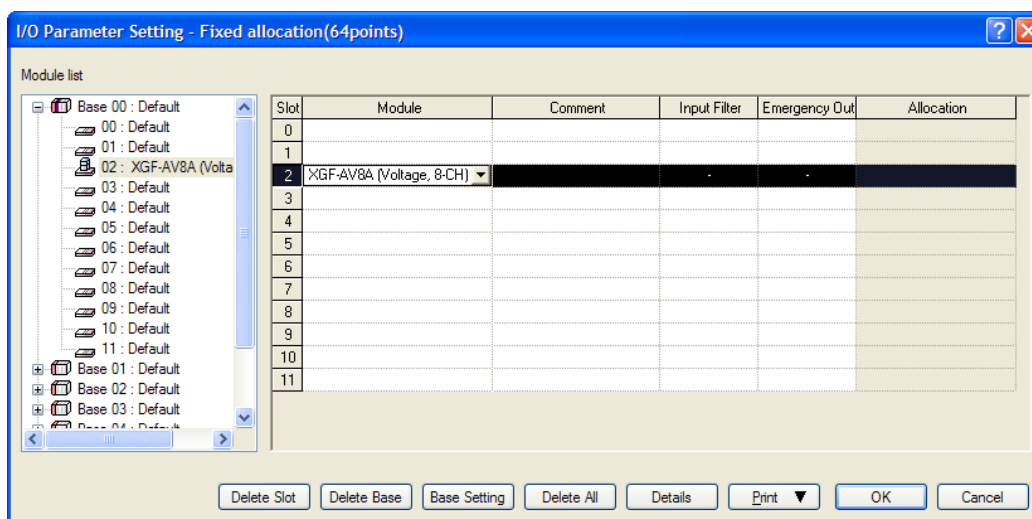 I/O Parameter Setting - Fixed allocation(64points)
Module list
Base 00 : Default
00 : Default
01 : Default
02 : XGF-AV8A (Volta
03 : Default
04 : Default
05 : Default
06 : Default
07 : Default
08 : Default
09 : Default
10 : Default
11 : Default
Base 01 : Default
Base 02 : Default
Base 03 : Default
Base 04 : Default
Slot Module Comment Input Filter Emergency Out Allocation
0
1
2 XGF-AV8A (Voltage, 8-CH) - -
3
4
5
6
7
8
9
10
11
Delete Slot Delete Base Base Setting Delete All Details Print ▼ OK Cancel